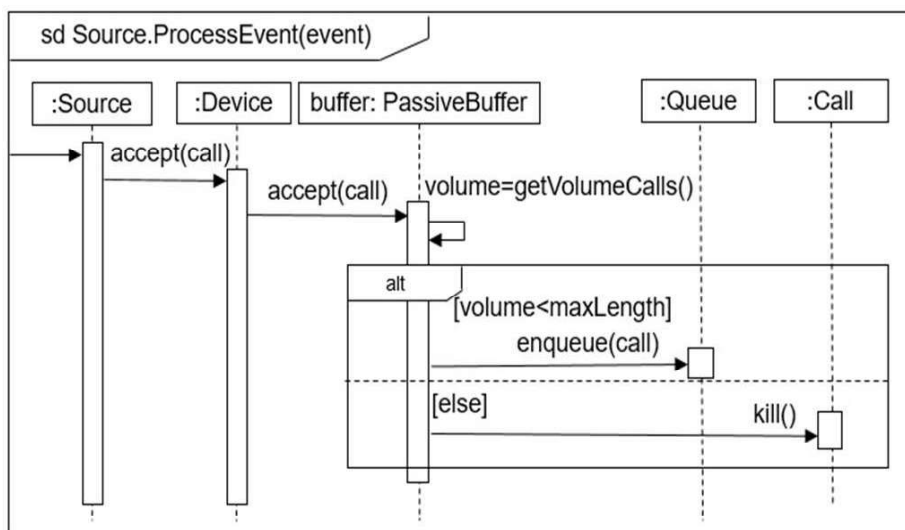 sd Source.ProcessEvent(event)
:Source
:Device
buffer: PassiveBuffer
:Queue
:Call
accept(call)
accept(call)
volume=getVolumeCalls()
alt
[volume<maxLength]
enqueue(call)
[else]
kill()